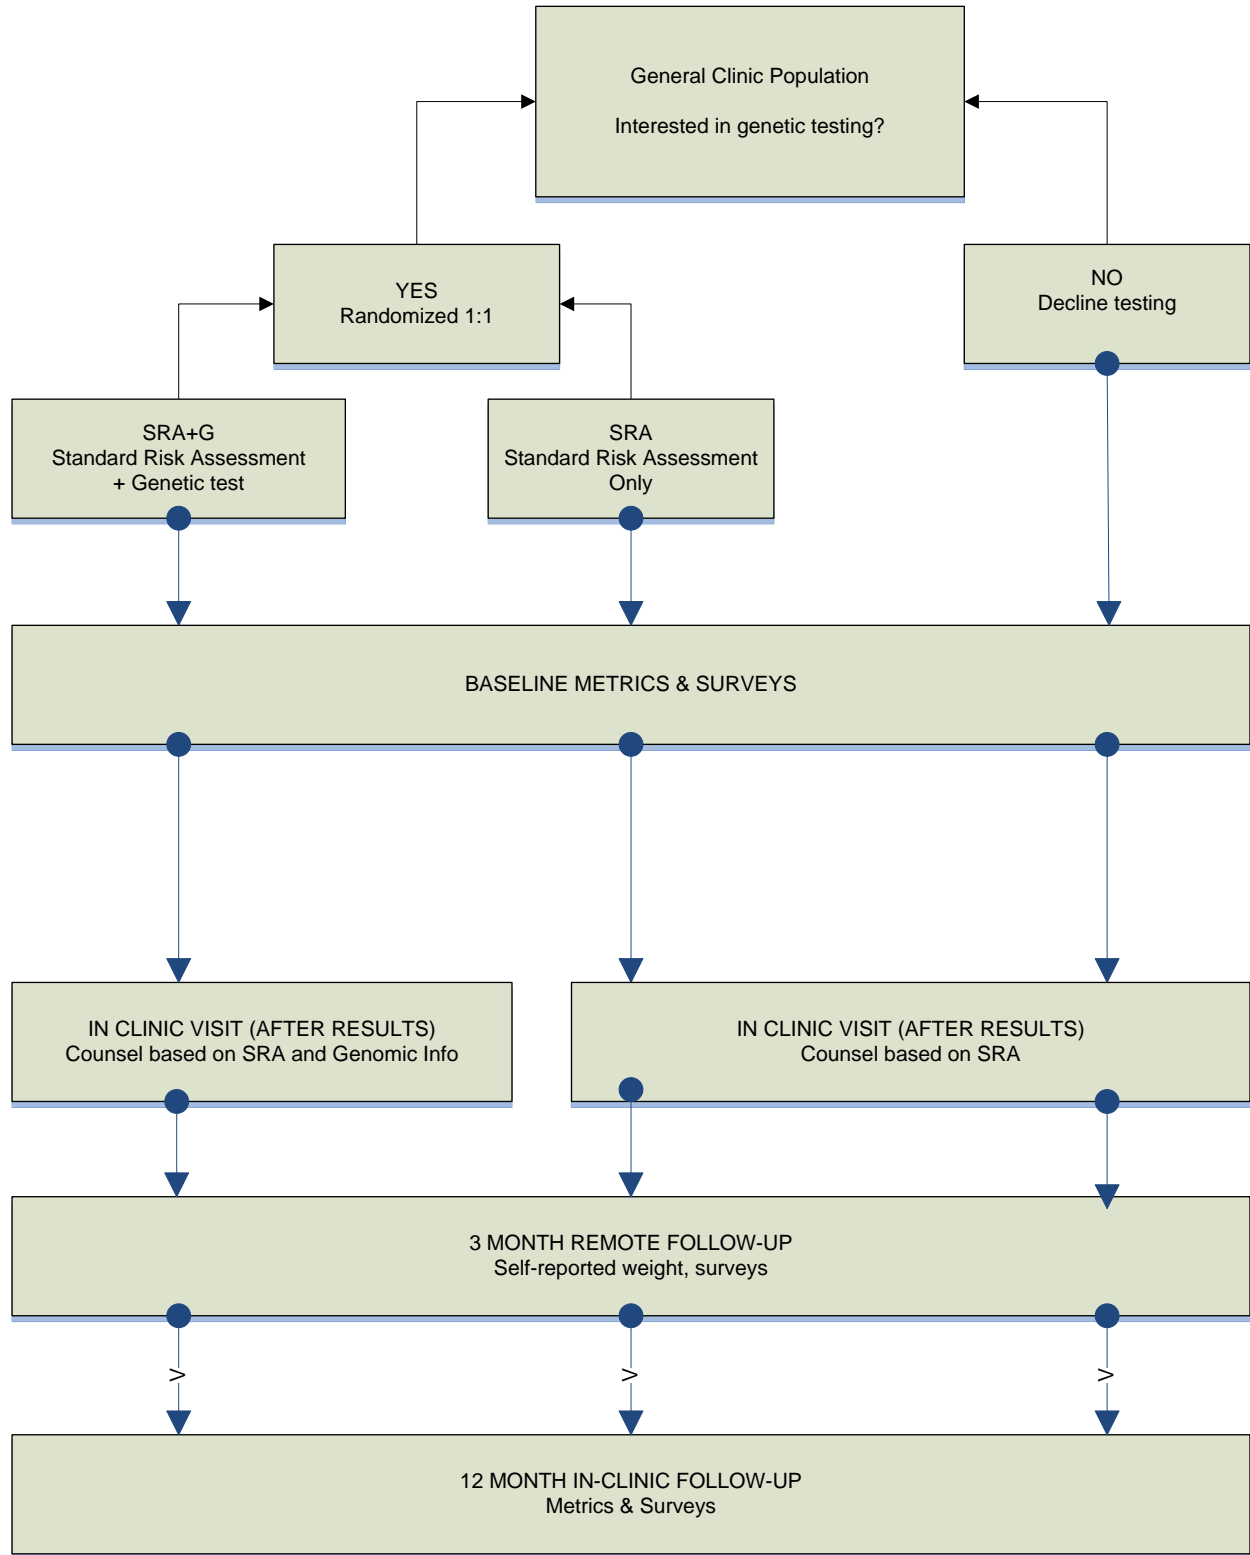 General Clinic Population
Interested in genetic testing?
YES
Randomized 1:1
NO
Decline testing
SRA+G
Standard Risk Assessment
+ Genetic test
SRA
Standard Risk Assessment
Only
BASELINE METRICS & SURVEYS
IN CLINIC VISIT (AFTER RESULTS)
Counsel based on SRA and Genomic Info
IN CLINIC VISIT (AFTER RESULTS)
Counsel based on SRA
3 MONTH REMOTE FOLLOW-UP
Self-reported weight, surveys
V
V
V
12 MONTH IN-CLINIC FOLLOW-UP
Metrics & Surveys